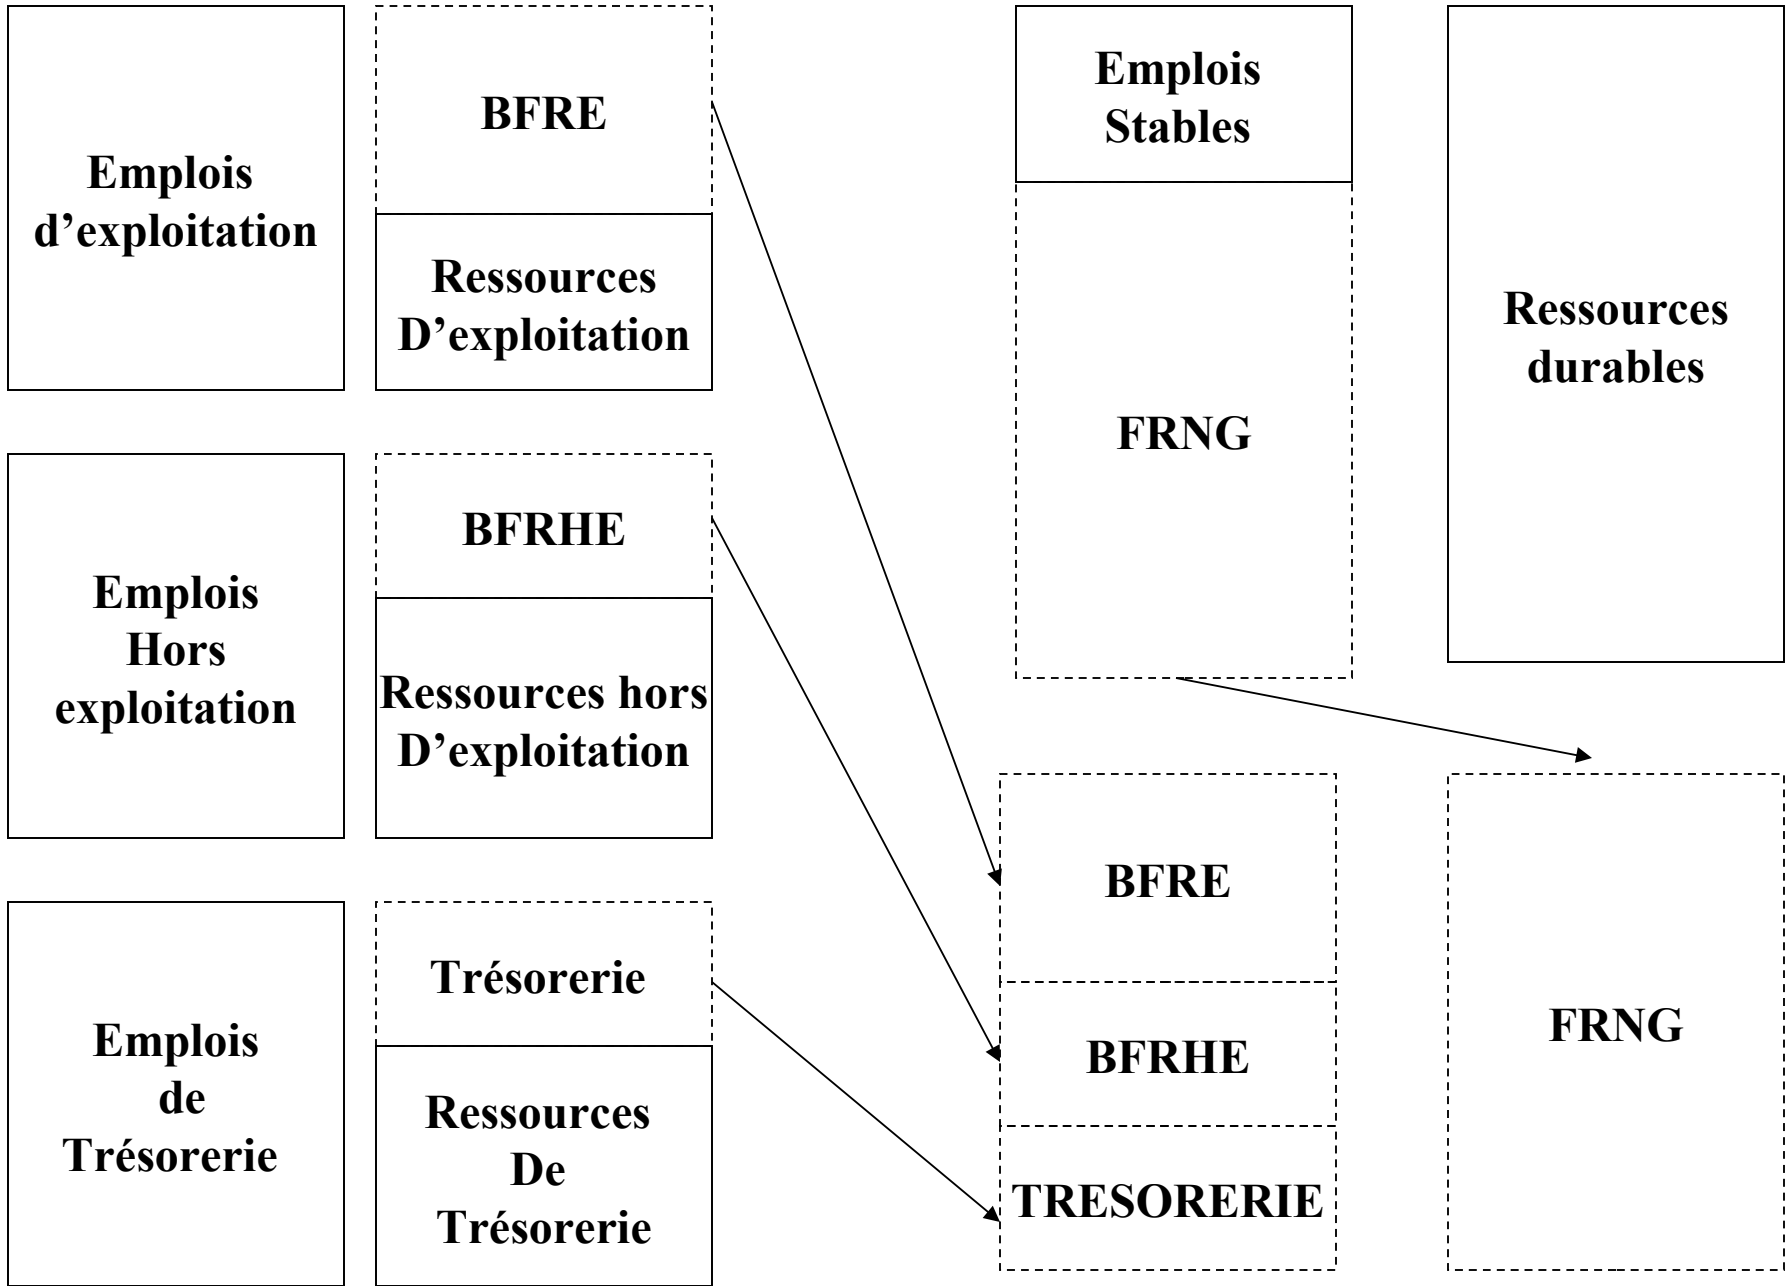 Emplois
d’exploitation
BFRE
Ressources
D’exploitation
Emplois
Hors
exploitation
BFRHE
Ressources hors
D’exploitation
Emplois
de
Trésorerie
Trésorerie
Ressources
De
Trésorerie
Emplois
Stables
FRNG
Ressources
durables
BFRE
BFRHE
TRESORERIE
FRNG